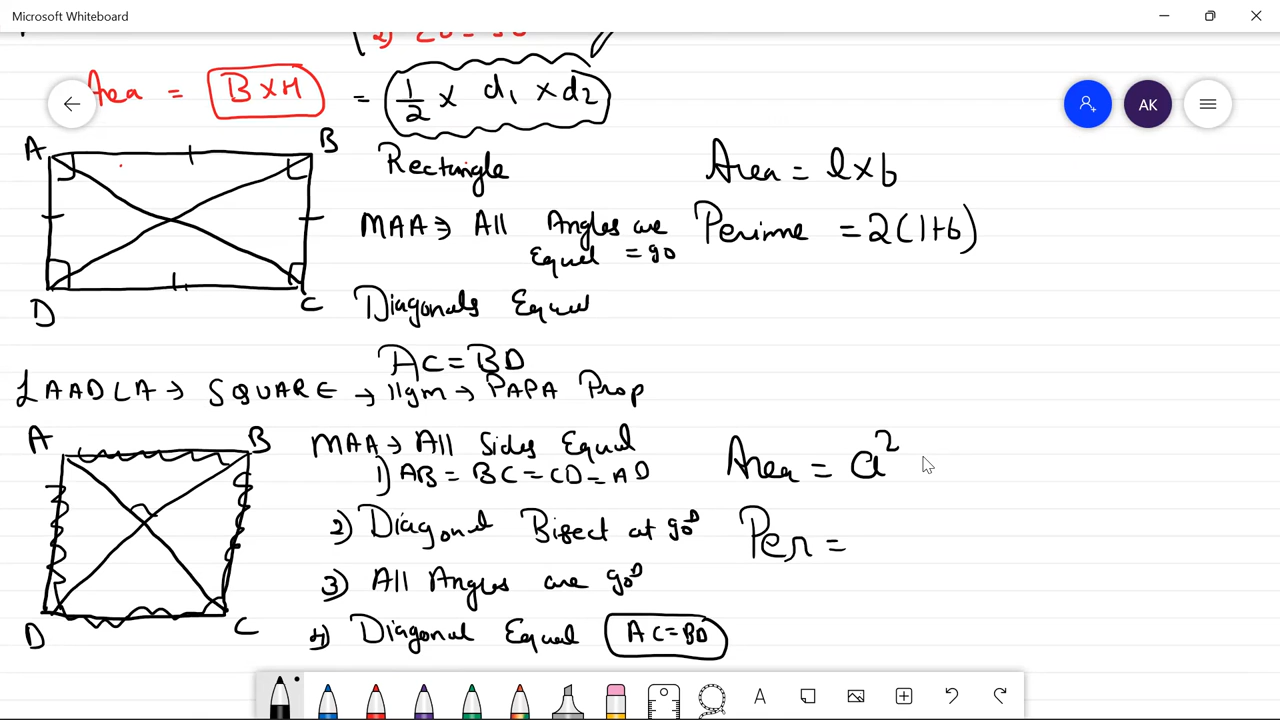 Microsoft Whiteboard
Area = B×H = 1/2 × d1 × d2
AK
A B
Rectangle
Area = l×b
MAA → All Angles are
Equal = 90
Perime = 2(l+b)
D C
Diagonals Equal
AC = BD
SQUARE → llgm → PAPA Prop
A B
MAA → All Sides Equal
1) AB = BC = CD = AD
Area = a²
2) Diagonal Bisect at 90°
Per =
3) All Angles are 90°
D C
4) Diagonal Equal AC=BD
A